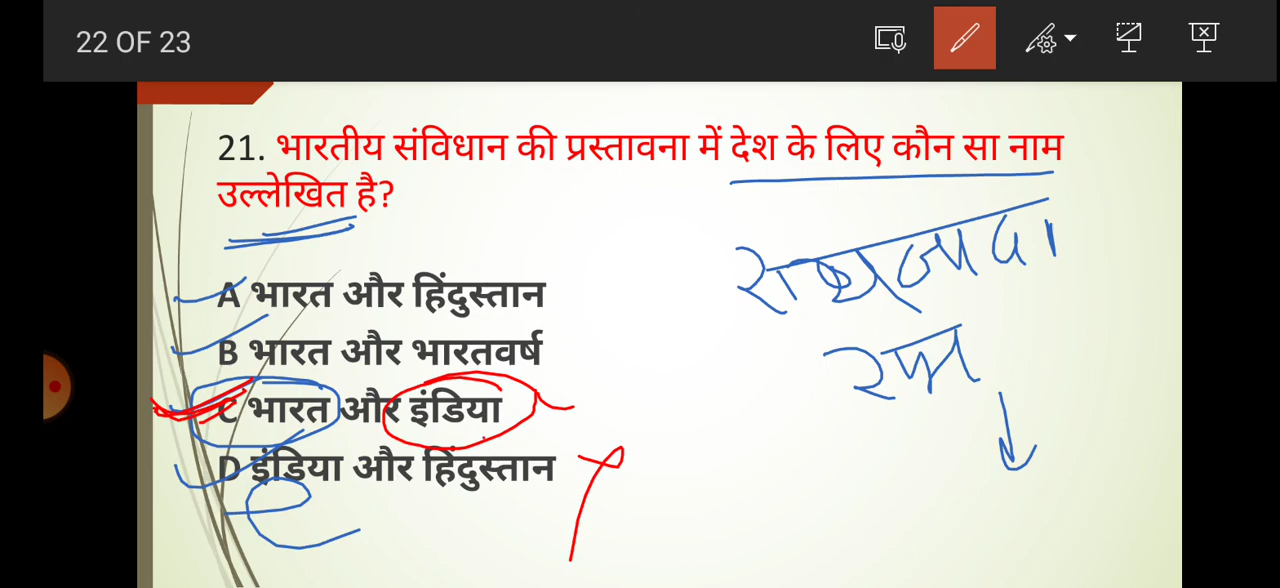 22 OF 23
21. भारतीय संविधान की प्रस्तावना में देश के लिए कौन सा नाम
उल्लेखित है?
A भारत और हिंदुस्तान
B भारत और भारतवर्ष
C भारत और इंडिया
D इंडिया और हिंदुस्तान